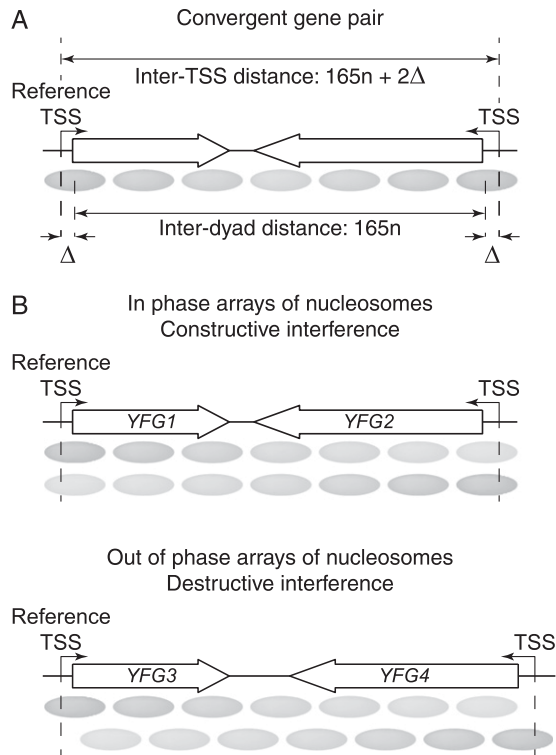 A
Convergent gene pair
Inter-TSS distance: 165n + 2Δ
Reference
TSS
TSS
Inter-dyad distance: 165n
Δ
Δ
B
In phase arrays of nucleosomes
Constructive interference
Reference
TSS
TSS
YFG1
YFG2
Out of phase arrays of nucleosomes
Destructive interference
Reference
TSS
TSS
YFG3
YFG4